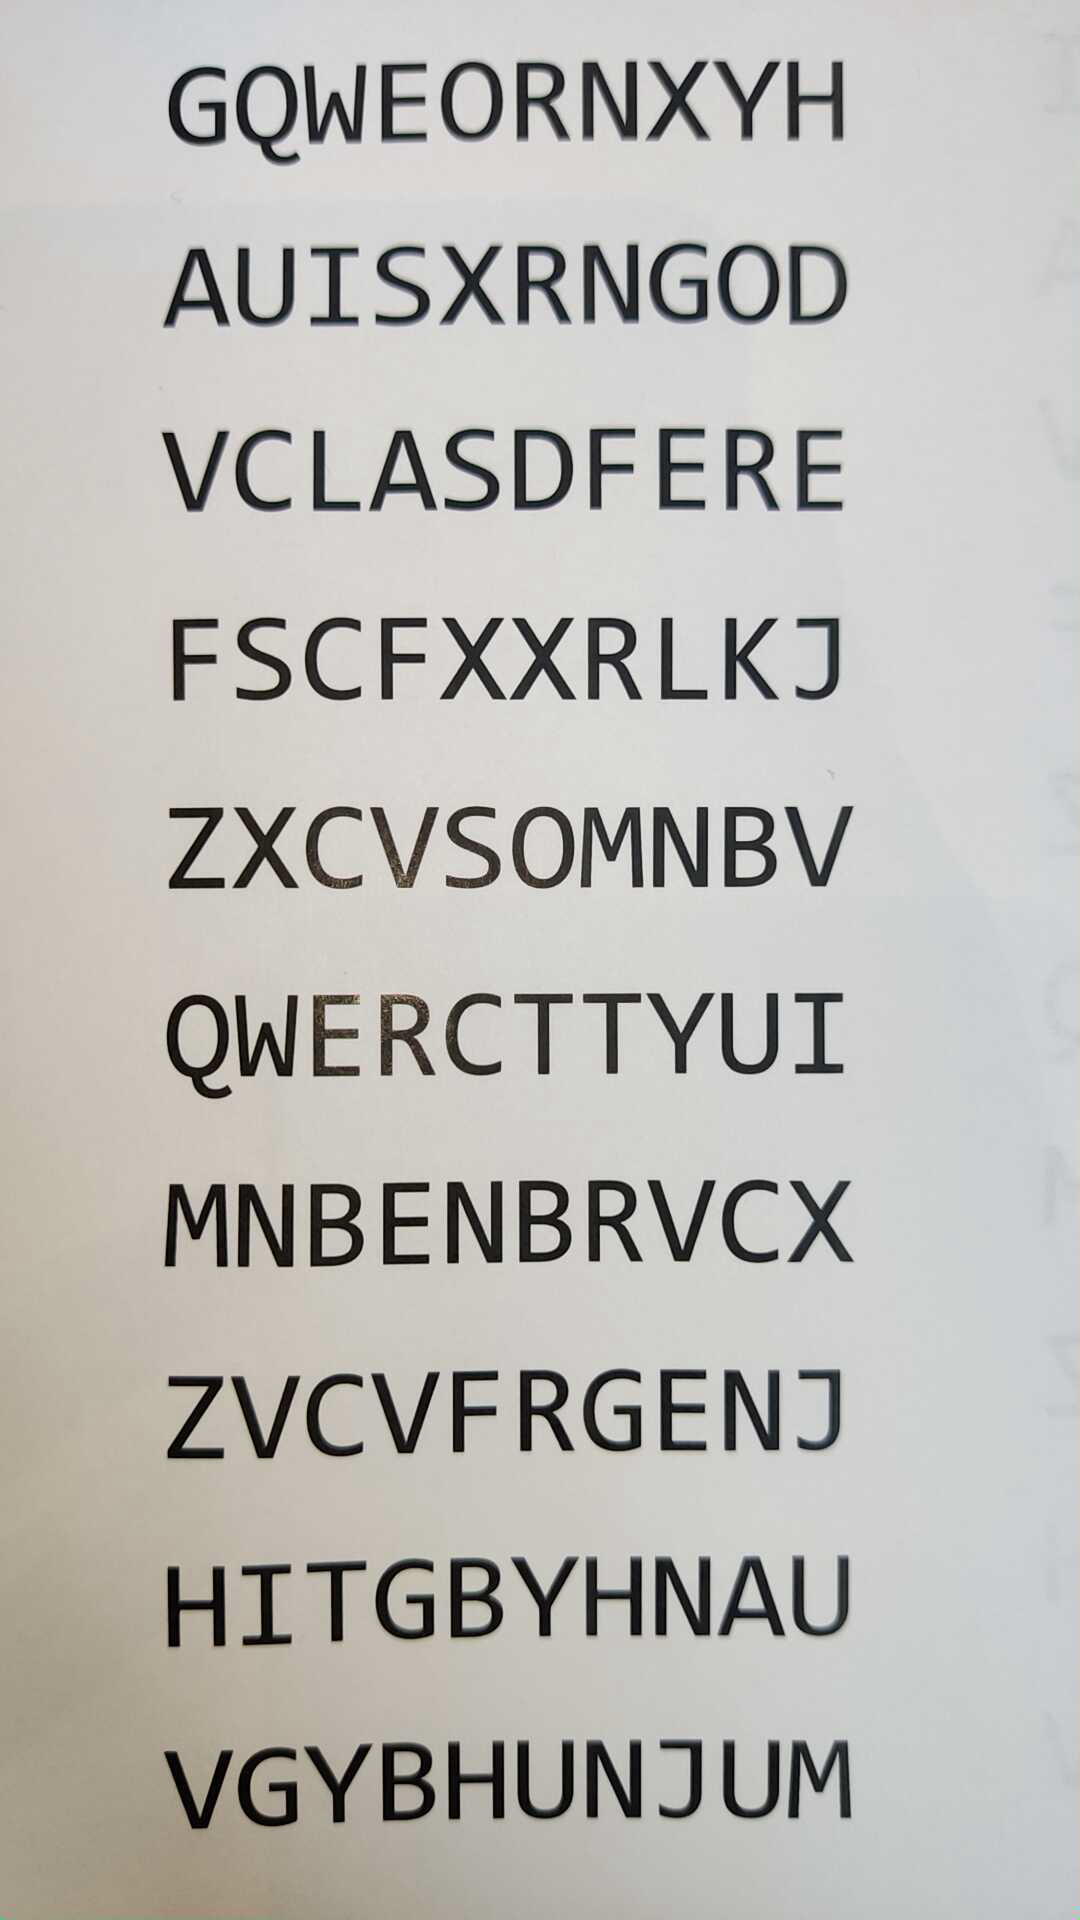 GQWEORNXYH
AUISXRNGOD
VCLASDFERE
FSCFXXRLKJ
ZXCVSOMNBV
QWERCTTYUI
MNBENBRVCX
ZVCVFRGENJ
HITGBYHNAU
VGYBHUNJUM